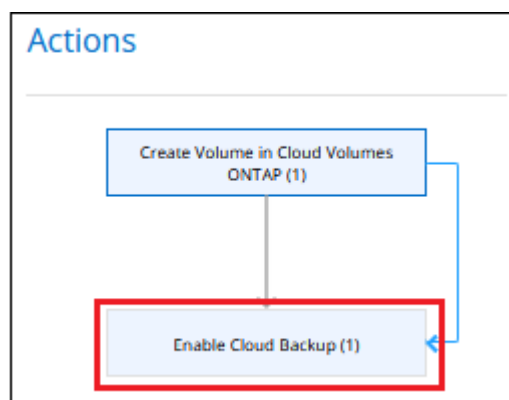 Actions
Create Volume in Cloud Volumes
ONTAP (1)
Enable Cloud Backup (1)